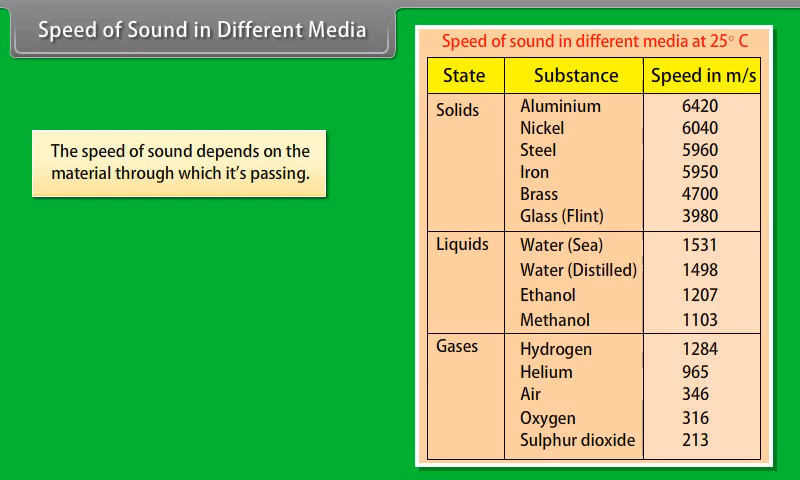 Speed of Sound in Different Media
The speed of sound depends on the
material through which it's passing.
Speed of sound in different media at 25° C
State Substance Speed in m/s
Solids Aluminium 6420
Nickel 6040
Steel 5960
Iron 5950
Brass 4700
Glass (Flint) 3980
Liquids Water (Sea) 1531
Water (Distilled) 1498
Ethanol 1207
Methanol 1103
Gases Hydrogen 1284
Helium 965
Air 346
Oxygen 316
Sulphur dioxide 213